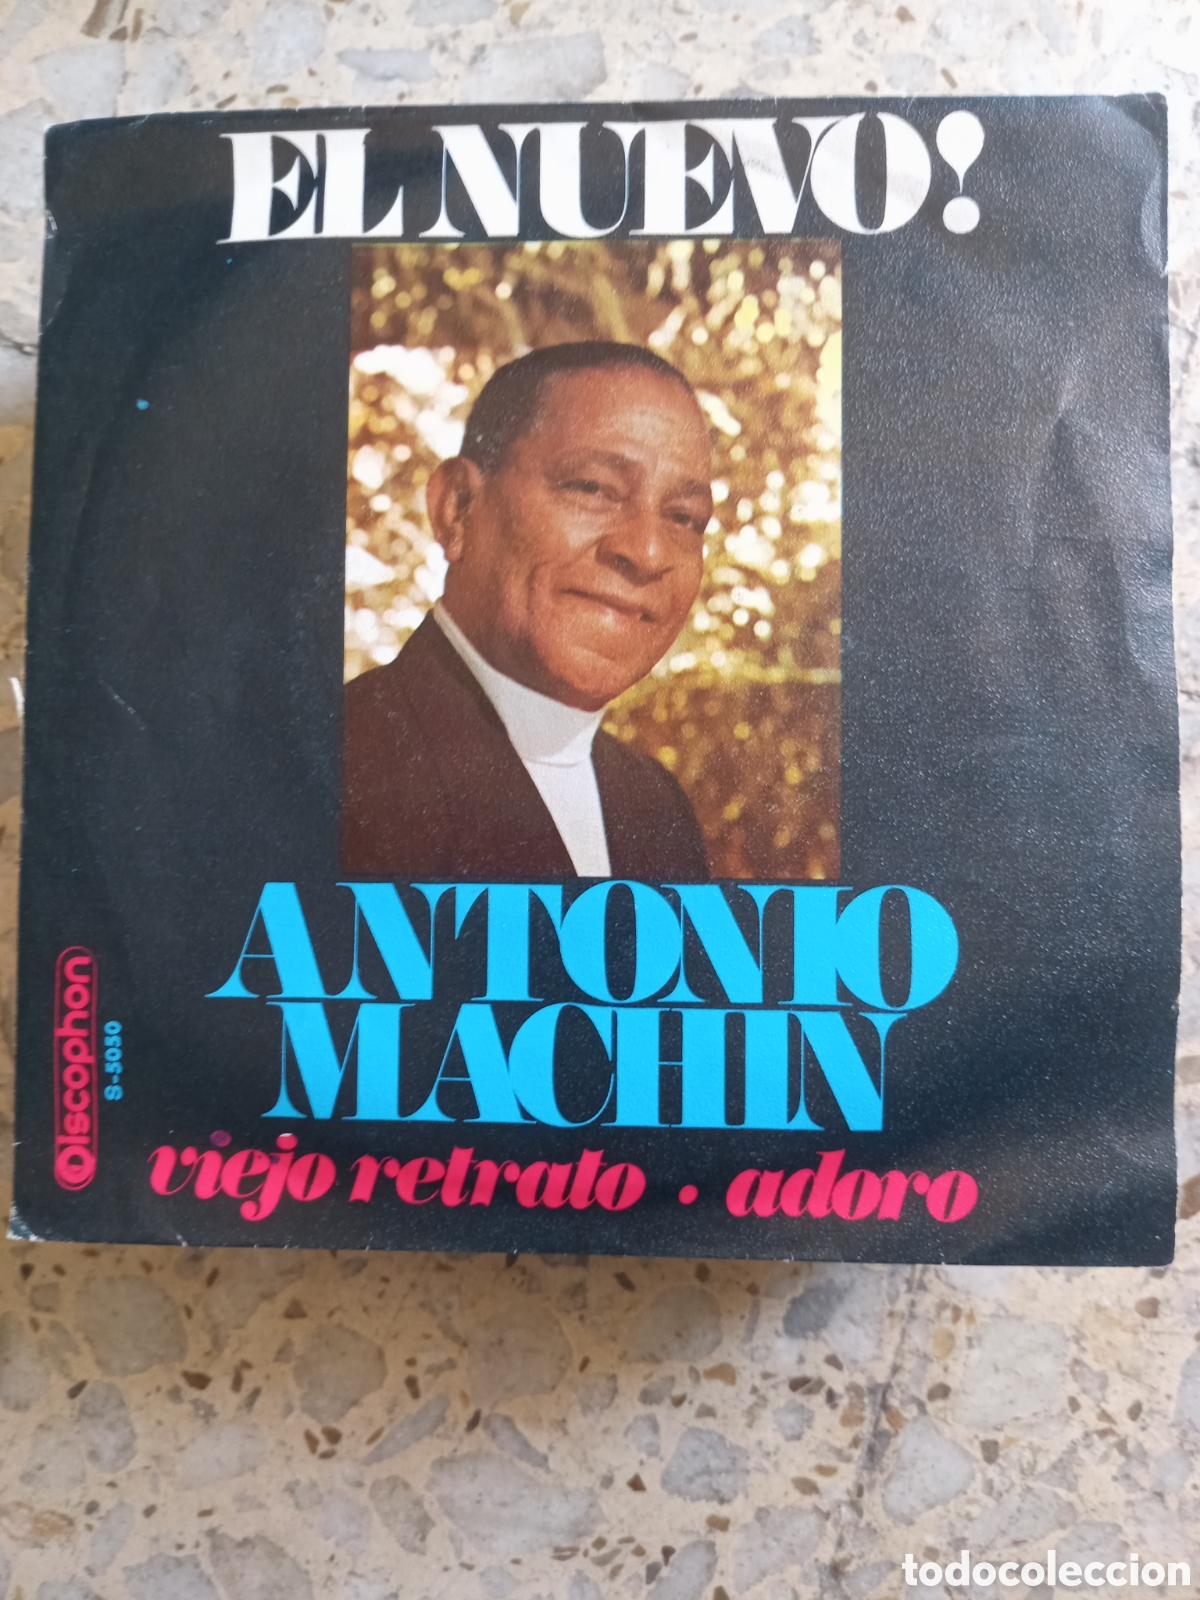 EL NUEVO!
ANTONIO
MACHIN
viejo retrato . adoro
Discophon
S-5050
todocoleccion